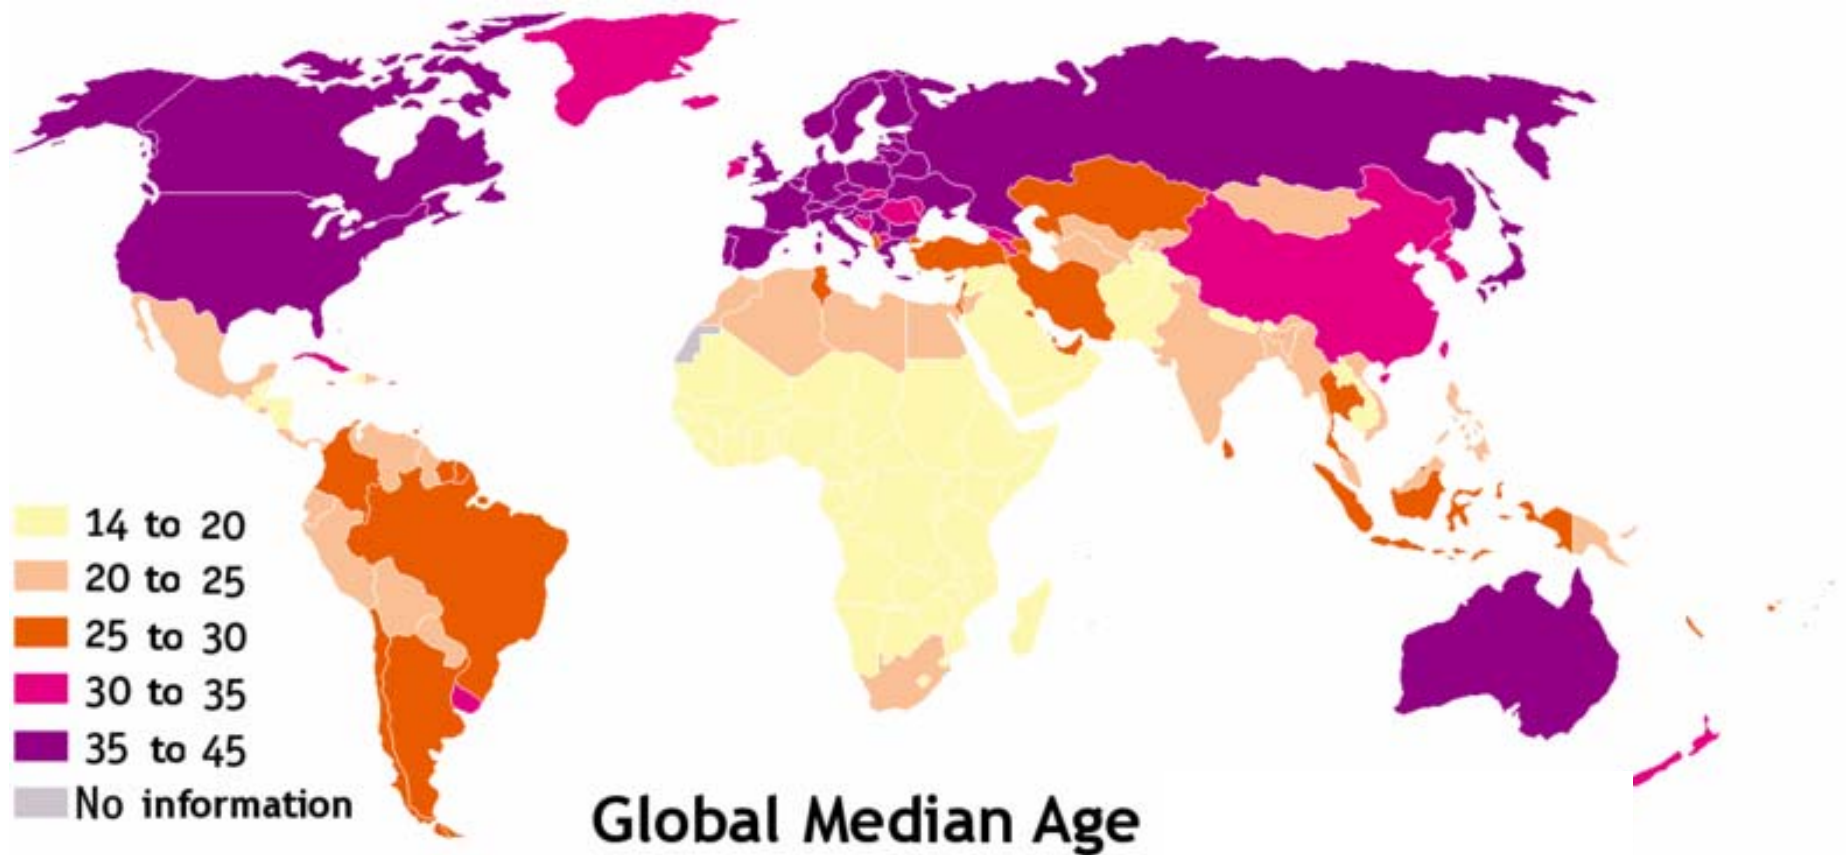 14 to 20
20 to 25
25 to 30
30 to 35
35 to 45
No information
Global Median Age